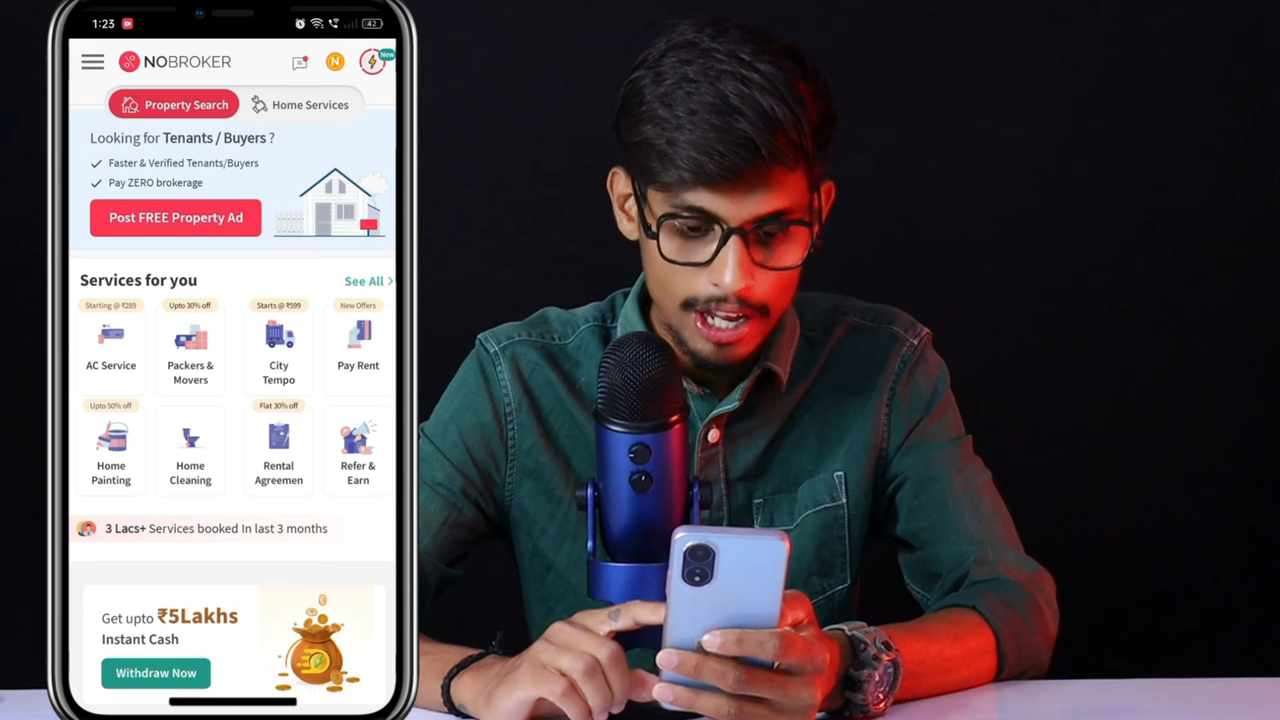 1:23
42
NOBROKER
N
New
Property Search
Home Services
Looking for Tenants / Buyers ?
Faster & Verified Tenants/Buyers
Pay ZERO brokerage
Post FREE Property Ad
Services for you
See All >
Starting @ ₹289
Upto 30% off
Starts @ ₹599
New Offers
AC Service
Packers &
Movers
City
Tempo
Pay Rent
Upto 50% off
Flat 30% off
Home
Painting
Home
Cleaning
Rental
Agreemen
Refer &
Earn
3 Lacs+ Services booked In last 3 months
Get upto ₹5Lakhs
Instant Cash
Withdraw Now